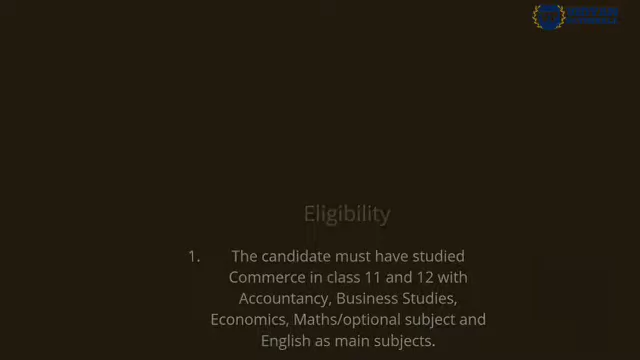 Eligibility
1. The candidate must have studied
Commerce in class 11 and 12 with
Accountancy, Business Studies,
Economics, Maths/optional subject and
English as main subjects.